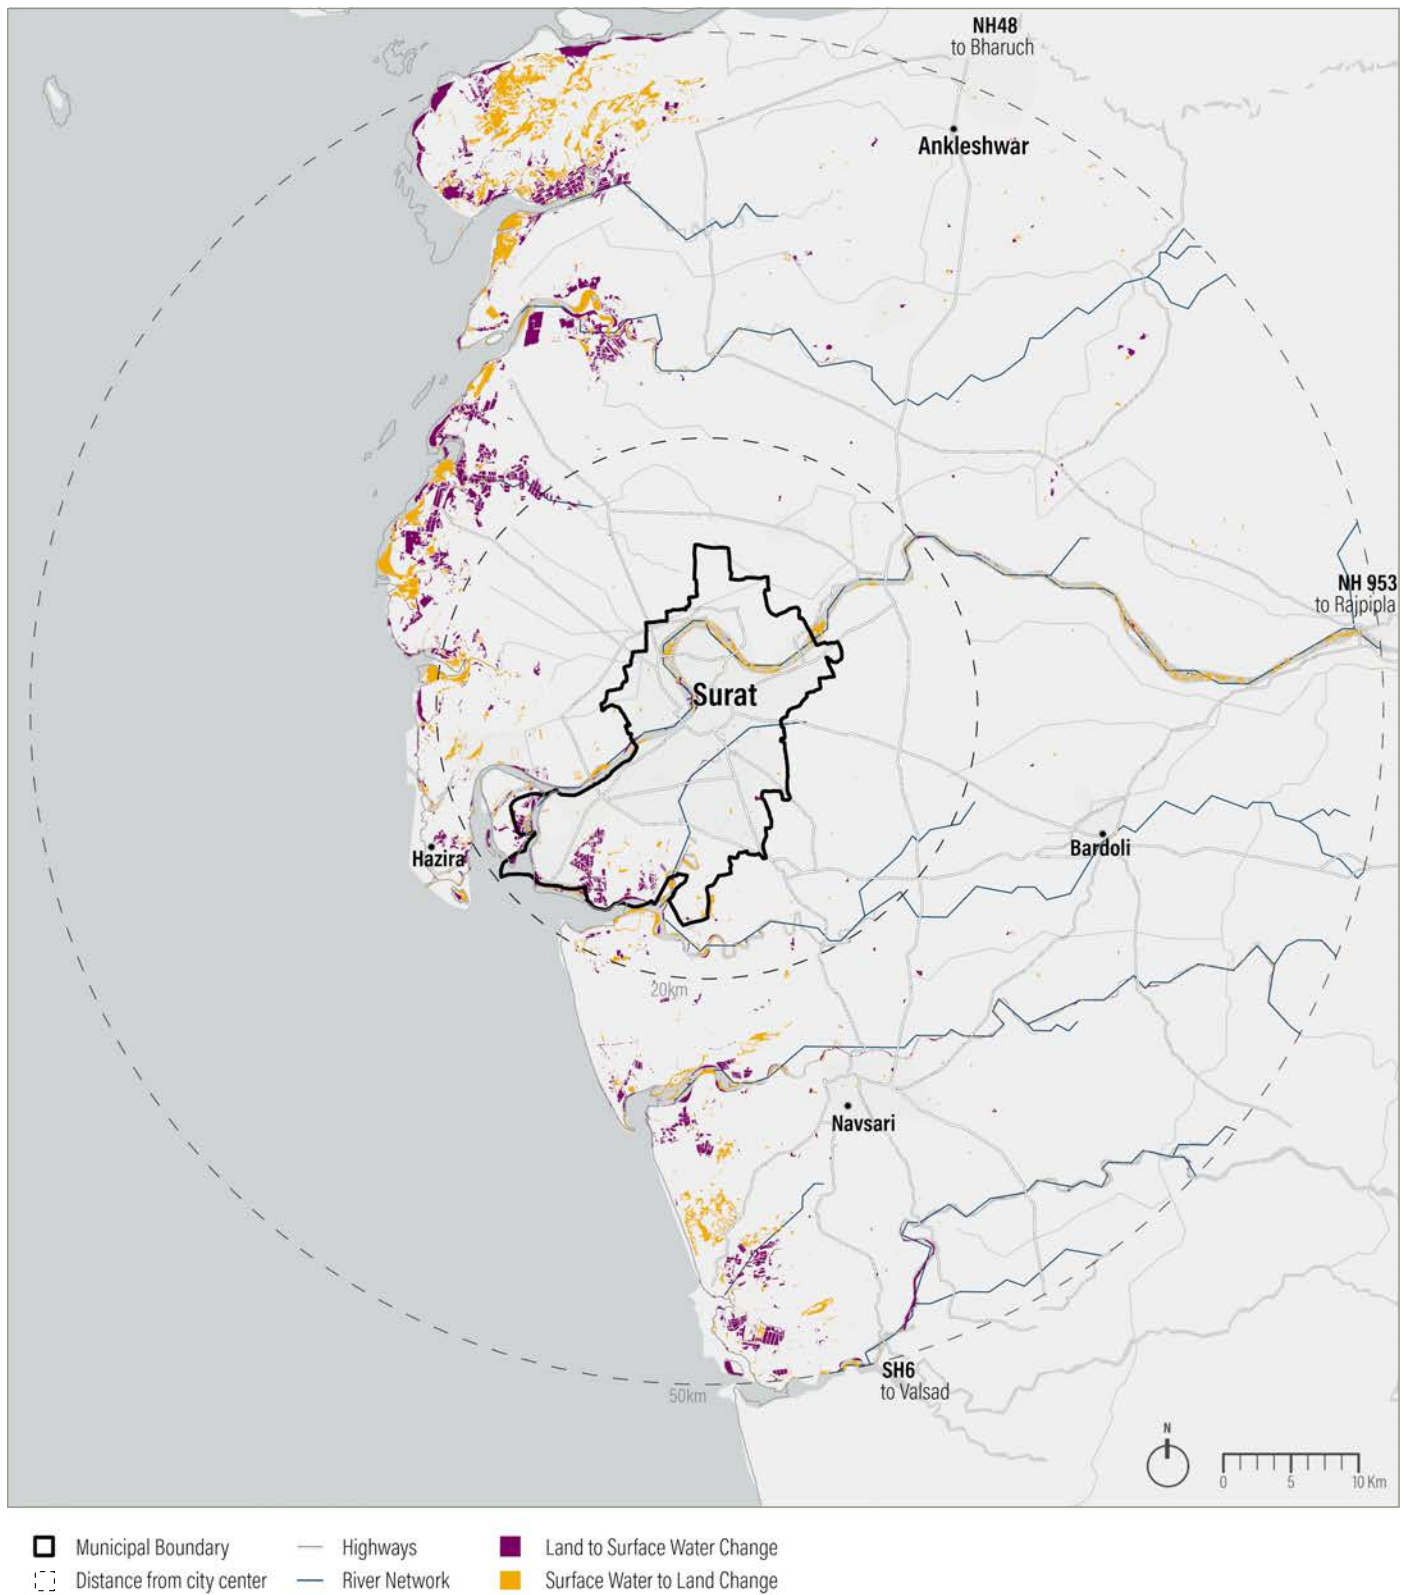 NH48
to Bharuch
Ankleshwar
NH 953
to Rajpipla
Surat
Bardoli
Hazira
20km
Navsari
SH6
to Valsad
50km
N
0 5 10 Km
Municipal Boundary
Highways
Land to Surface Water Change
Distance from city center
River Network
Surface Water to Land Change